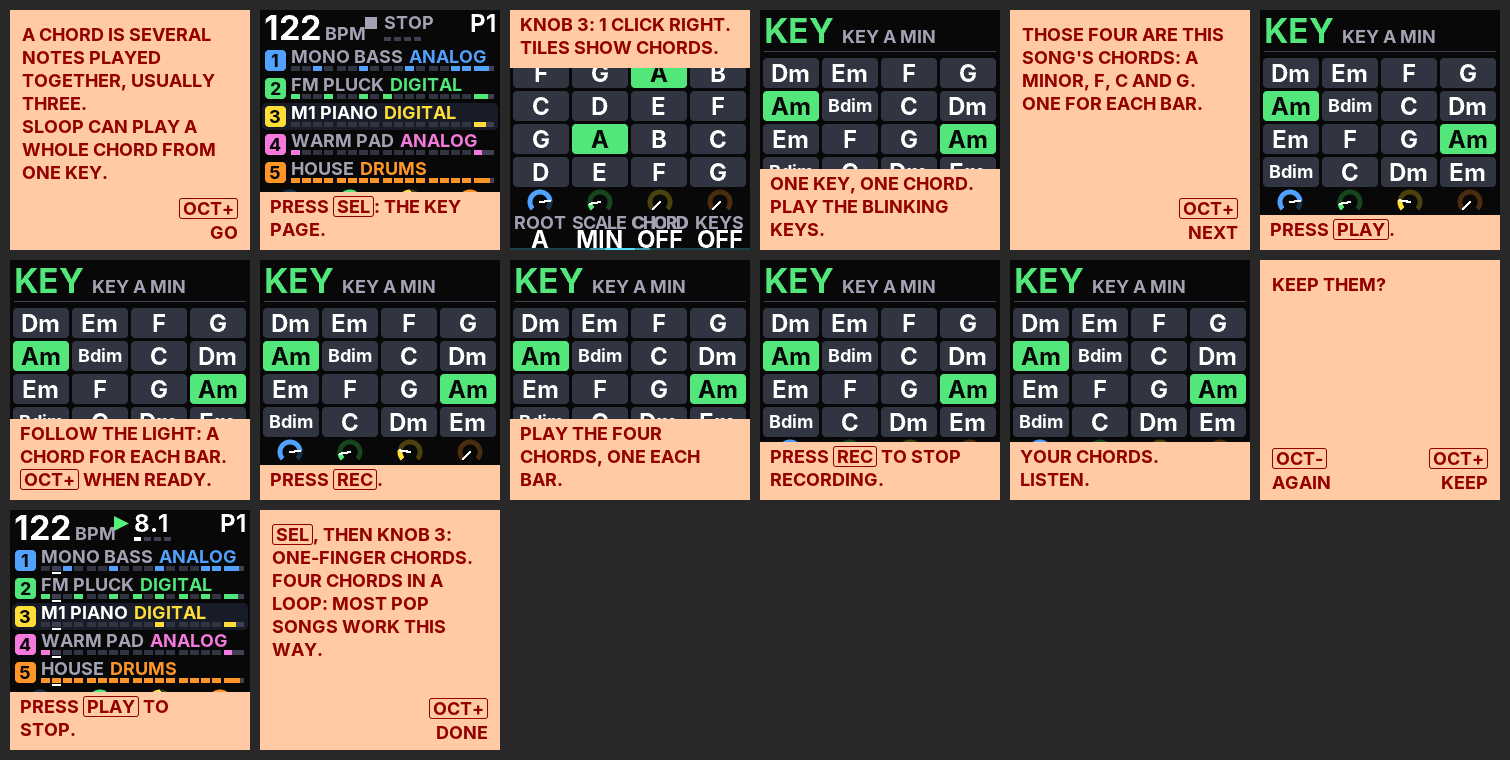 A CHORD IS SEVERAL
NOTES PLAYED
TOGETHER, USUALLY
THREE.
SLOOP CAN PLAY A
WHOLE CHORD FROM
ONE KEY.
OCT+
GO
122 BPM STOP P1
1 MONO BASS ANALOG
2 FM PLUCK DIGITAL
3 M1 PIANO DIGITAL
4 WARM PAD ANALOG
5 HOUSE DRUMS
PRESS SEL: THE KEY
PAGE.
KNOB 3: 1 CLICK RIGHT.
TILES SHOW CHORDS.
F G A B
C D E F
G A B C
D E F G
ROOT SCALE CHORD KEYS
A MIN OFF OFF
KEY KEY A MIN
Dm Em F G
Am Bdim C Dm
Em F G Am
Bdim C Dm Em
ONE KEY, ONE CHORD.
PLAY THE BLINKING
KEYS.
THOSE FOUR ARE THIS
SONG'S CHORDS: A
MINOR, F, C AND G.
ONE FOR EACH BAR.
OCT+
NEXT
KEY KEY A MIN
Dm Em F G
Am Bdim C Dm
Em F G Am
Bdim C Dm Em
PRESS PLAY.
KEY KEY A MIN
Dm Em F G
Am Bdim C Dm
Em F G Am
Bdim C Dm Em
FOLLOW THE LIGHT: A
CHORD FOR EACH BAR.
OCT+ WHEN READY.
KEY KEY A MIN
Dm Em F G
Am Bdim C Dm
Em F G Am
Bdim C Dm Em
PRESS REC.
KEY KEY A MIN
Dm Em F G
Am Bdim C Dm
Em F G Am
Bdim C Dm Em
PLAY THE FOUR
CHORDS, ONE EACH
BAR.
KEY KEY A MIN
Dm Em F G
Am Bdim C Dm
Em F G Am
Bdim C Dm Em
PRESS REC TO STOP
RECORDING.
KEY KEY A MIN
Dm Em F G
Am Bdim C Dm
Em F G Am
Bdim C Dm Em
YOUR CHORDS.
LISTEN.
KEEP THEM?
OCT- OCT+
AGAIN KEEP
122 BPM 8.1 P1
1 MONO BASS ANALOG
2 FM PLUCK DIGITAL
3 M1 PIANO DIGITAL
4 WARM PAD ANALOG
5 HOUSE DRUMS
PRESS PLAY TO
STOP.
SEL, THEN KNOB 3:
ONE-FINGER CHORDS.
FOUR CHORDS IN A
LOOP: MOST POP
SONGS WORK THIS
WAY.
OCT+
DONE